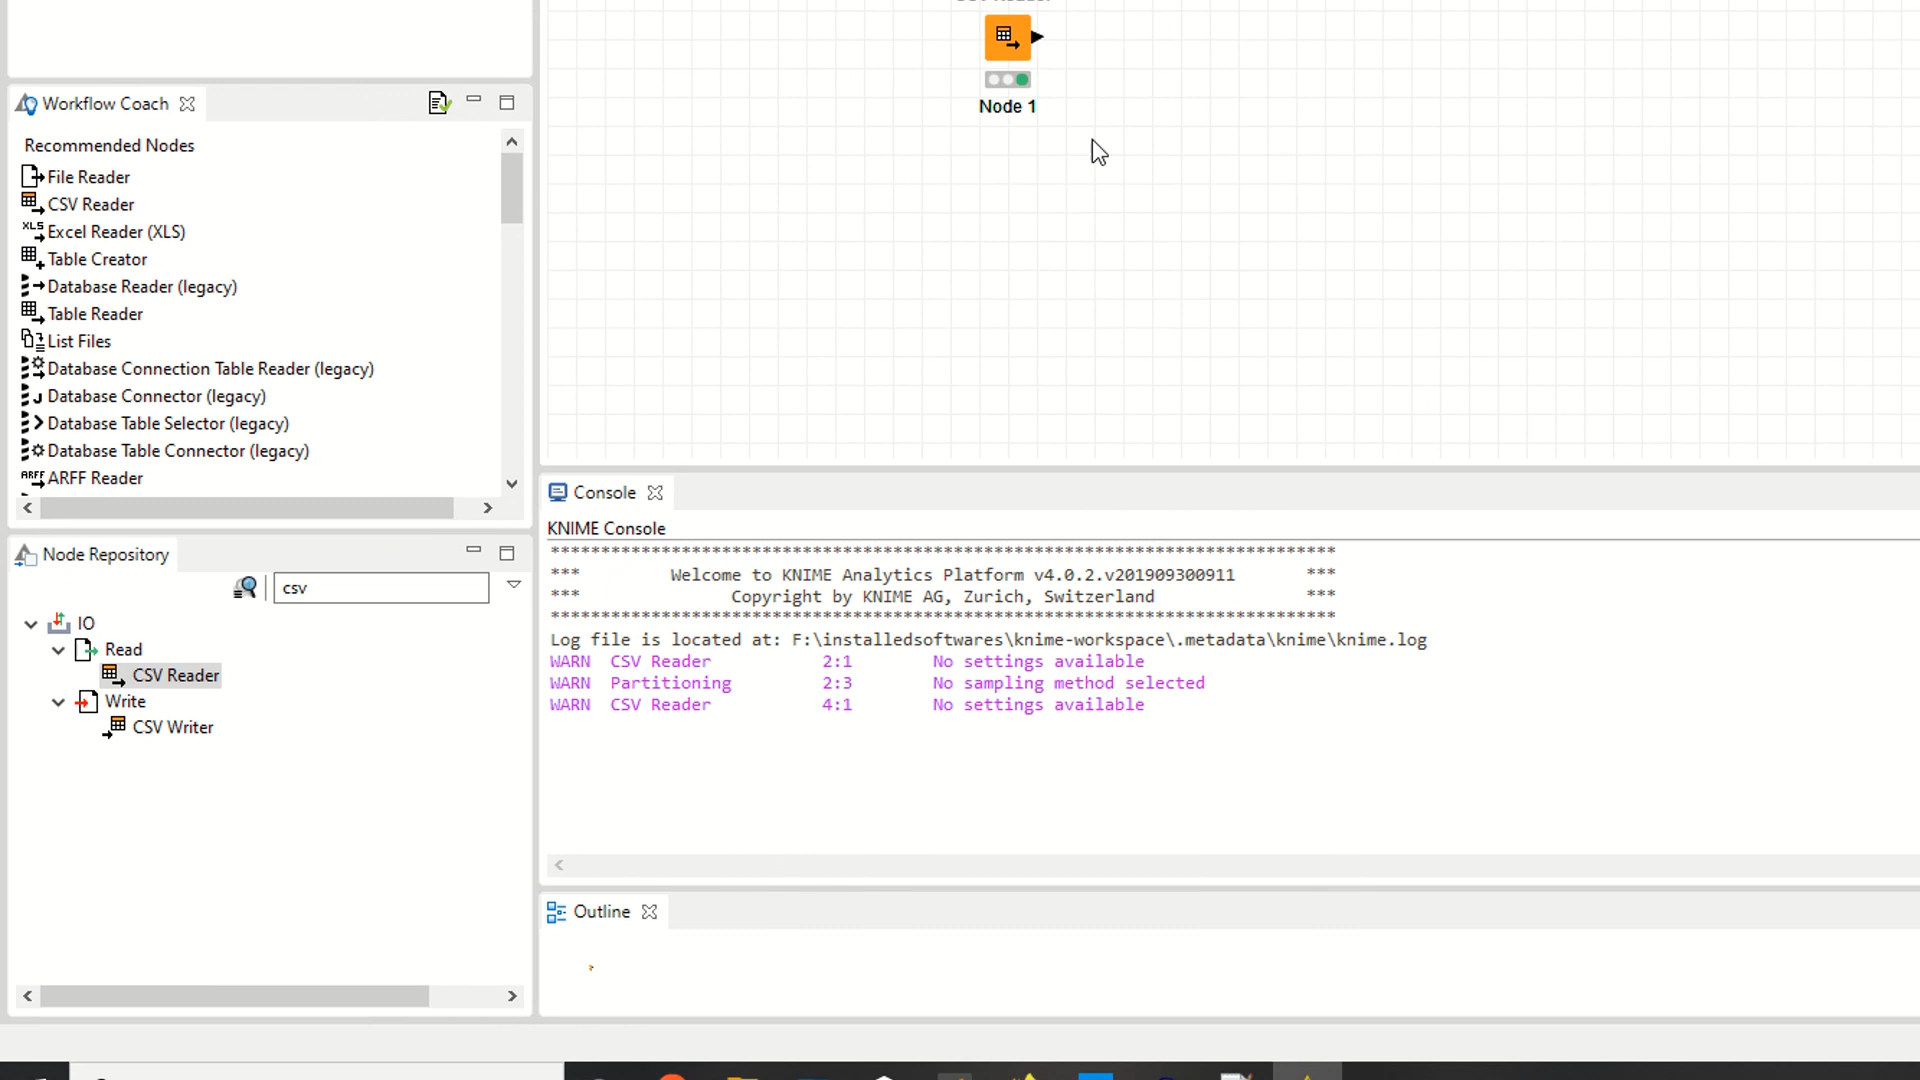 Node 1
Workflow Coach
Recommended Nodes
File Reader
CSV Reader
XLS Excel Reader (XLS)
Table Creator
Database Reader (legacy)
Table Reader
List Files
Database Connection Table Reader (legacy)
Database Connector (legacy)
Database Table Selector (legacy)
Database Table Connector (legacy)
ARFF ARFF Reader
Node Repository
csv
IO
Read
CSV Reader
Write
CSV Writer
Console
KNIME Console
******************************************************************************
*** Welcome to KNIME Analytics Platform v4.0.2.v201909300911 ***
*** Copyright by KNIME AG, Zurich, Switzerland ***
******************************************************************************
Log file is located at: F:\installedsoftwares\knime-workspace\.metadata\knime\knime.log
WARN CSV Reader 2:1 No settings available
WARN Partitioning 2:3 No sampling method selected
WARN CSV Reader 4:1 No settings available
Outline